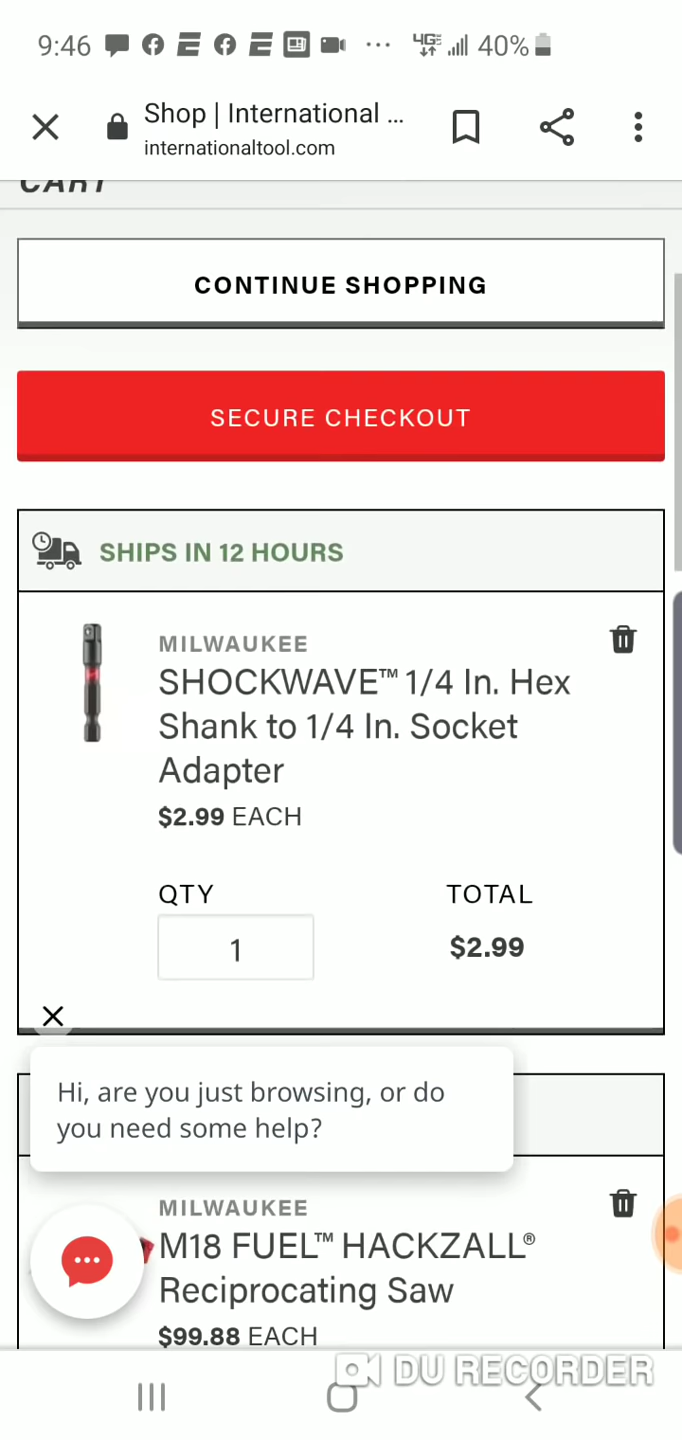 9:46 4G 40%
Shop | International ...
internationaltool.com
CART
CONTINUE SHOPPING
SECURE CHECKOUT
SHIPS IN 12 HOURS
MILWAUKEE
SHOCKWAVE™ 1/4 In. Hex
Shank to 1/4 In. Socket
Adapter
$2.99 EACH
QTY TOTAL
1 $2.99
Hi, are you just browsing, or do
you need some help?
MILWAUKEE
M18 FUEL™ HACKZALL®
Reciprocating Saw
$99.88 EACH
DU RECORDER